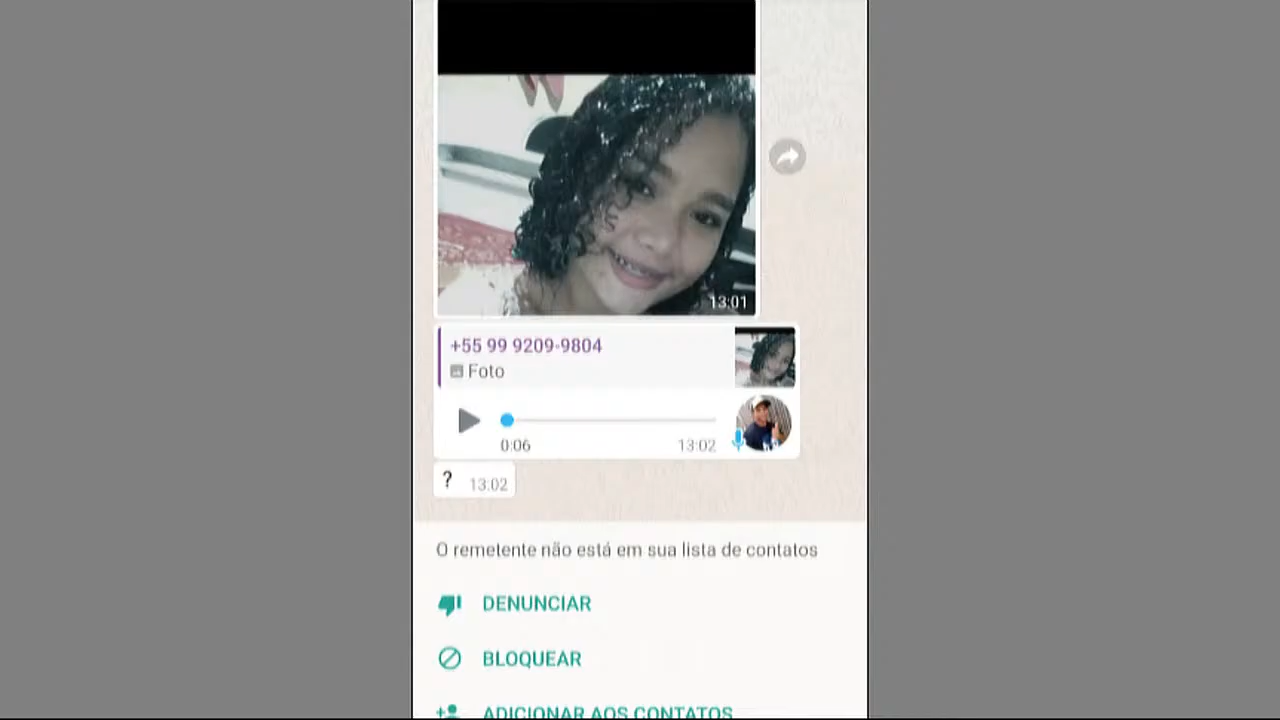 13:01
+55 99 9209-9804
Foto
0:06 13:02
? 13:02
O remetente não está em sua lista de contatos
DENUNCIAR
BLOQUEAR
ADICIONAR AOS CONTATOS